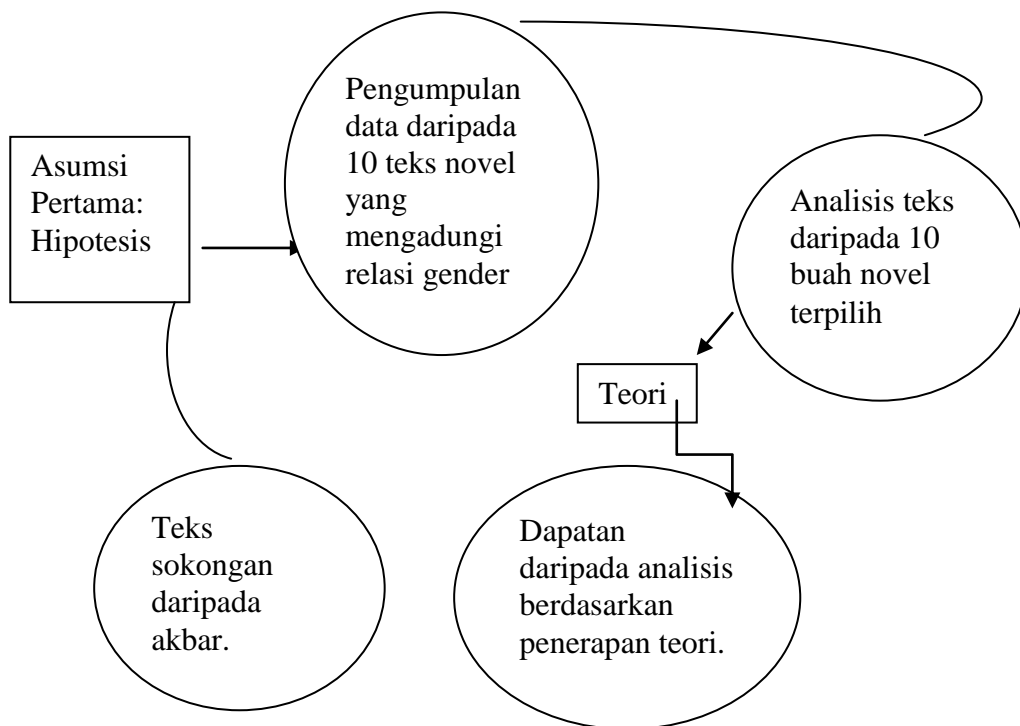 Asumsi
Pertama:
Hipotesis
Pengumpulan
data daripada
10 teks novel
yang
mengadungi
relasi gender
Analisis teks
daripada 10
buah novel
terpilih
Teori
Teks
sokongan
daripada
akbar.
Dapatan
daripada analisis
berdasarkan
penerapan teori.